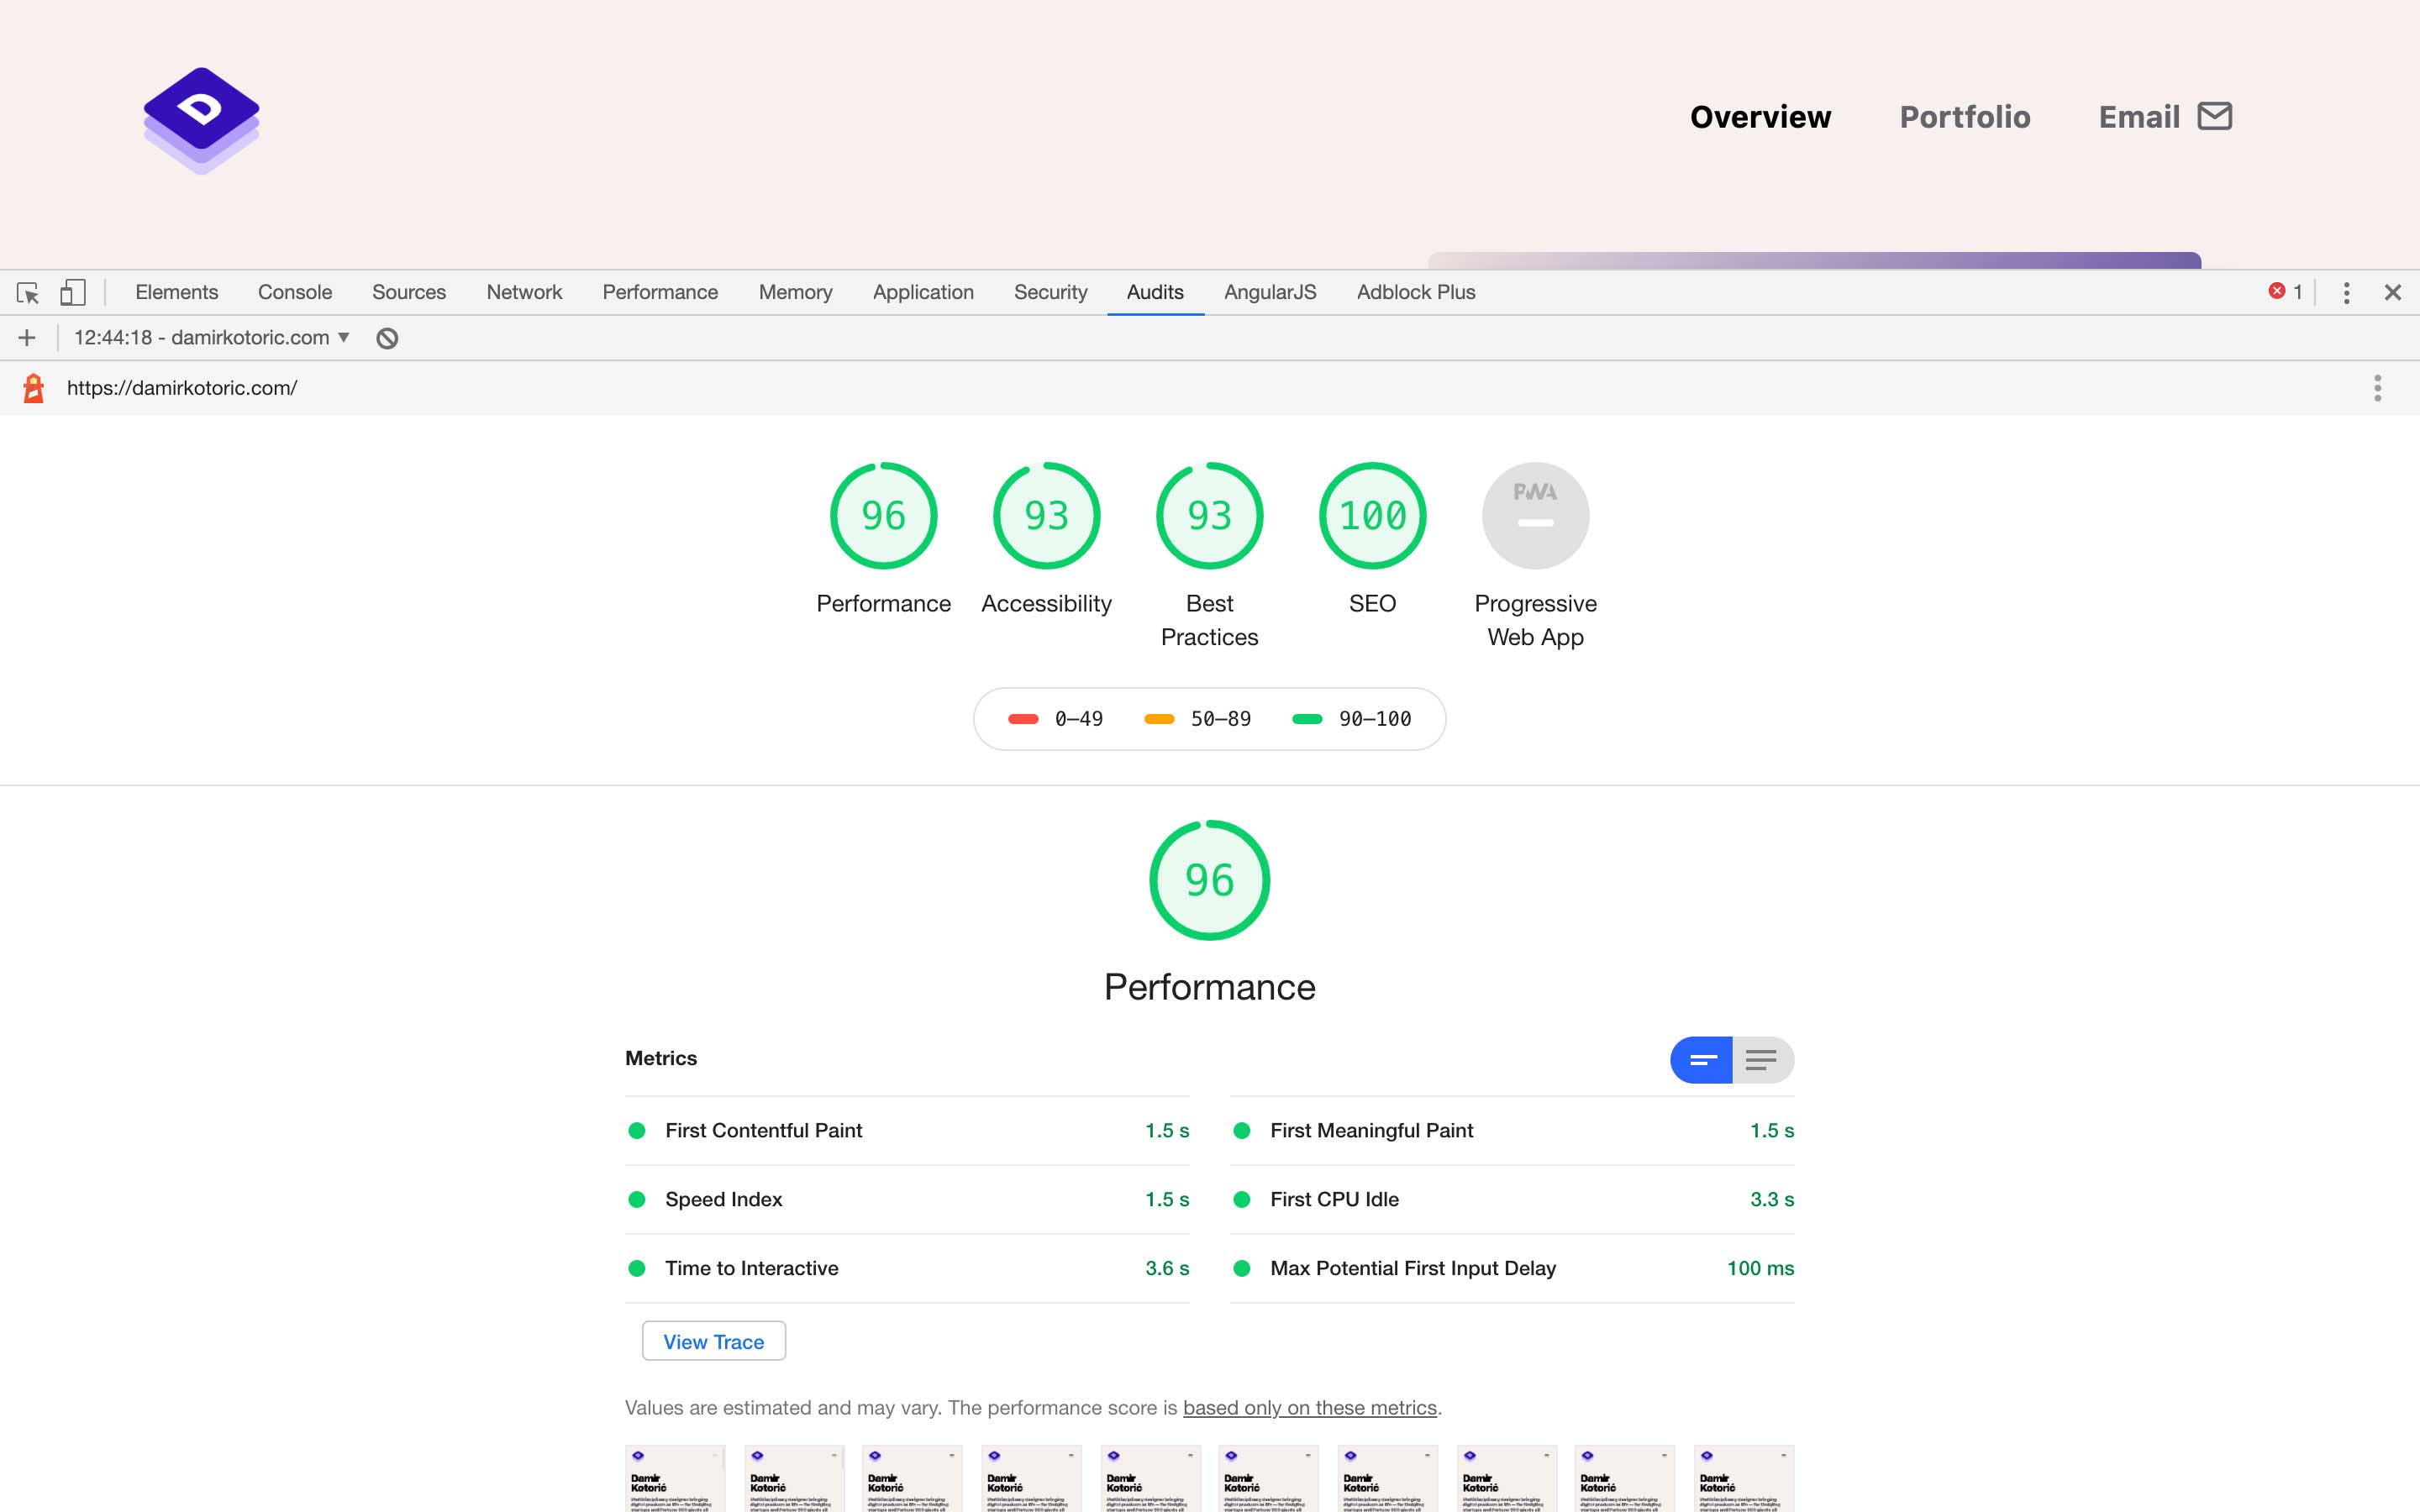 D
Overview Portfolio Email
Elements Console Sources Network Performance Memory Application Security Audits AngularJS Adblock Plus 1
12:44:18 - damirkotoric.com
https://damirkotoric.com/
96 93 93 100 PWA
Performance Accessibility Best Practices SEO Progressive Web App
0–49 50–89 90–100
96
Performance
Metrics
First Contentful Paint 1.5 s First Meaningful Paint 1.5 s
Speed Index 1.5 s First CPU Idle 3.3 s
Time to Interactive 3.6 s Max Potential First Input Delay 100 ms
View Trace
Values are estimated and may vary. The performance score is based only on these metrics.
Damir Damir Damir Damir Damir Damir Damir Damir Damir Damir
Kotorić Kotorić Kotorić Kotorić Kotorić Kotorić Kotorić Kotorić Kotorić Kotorić